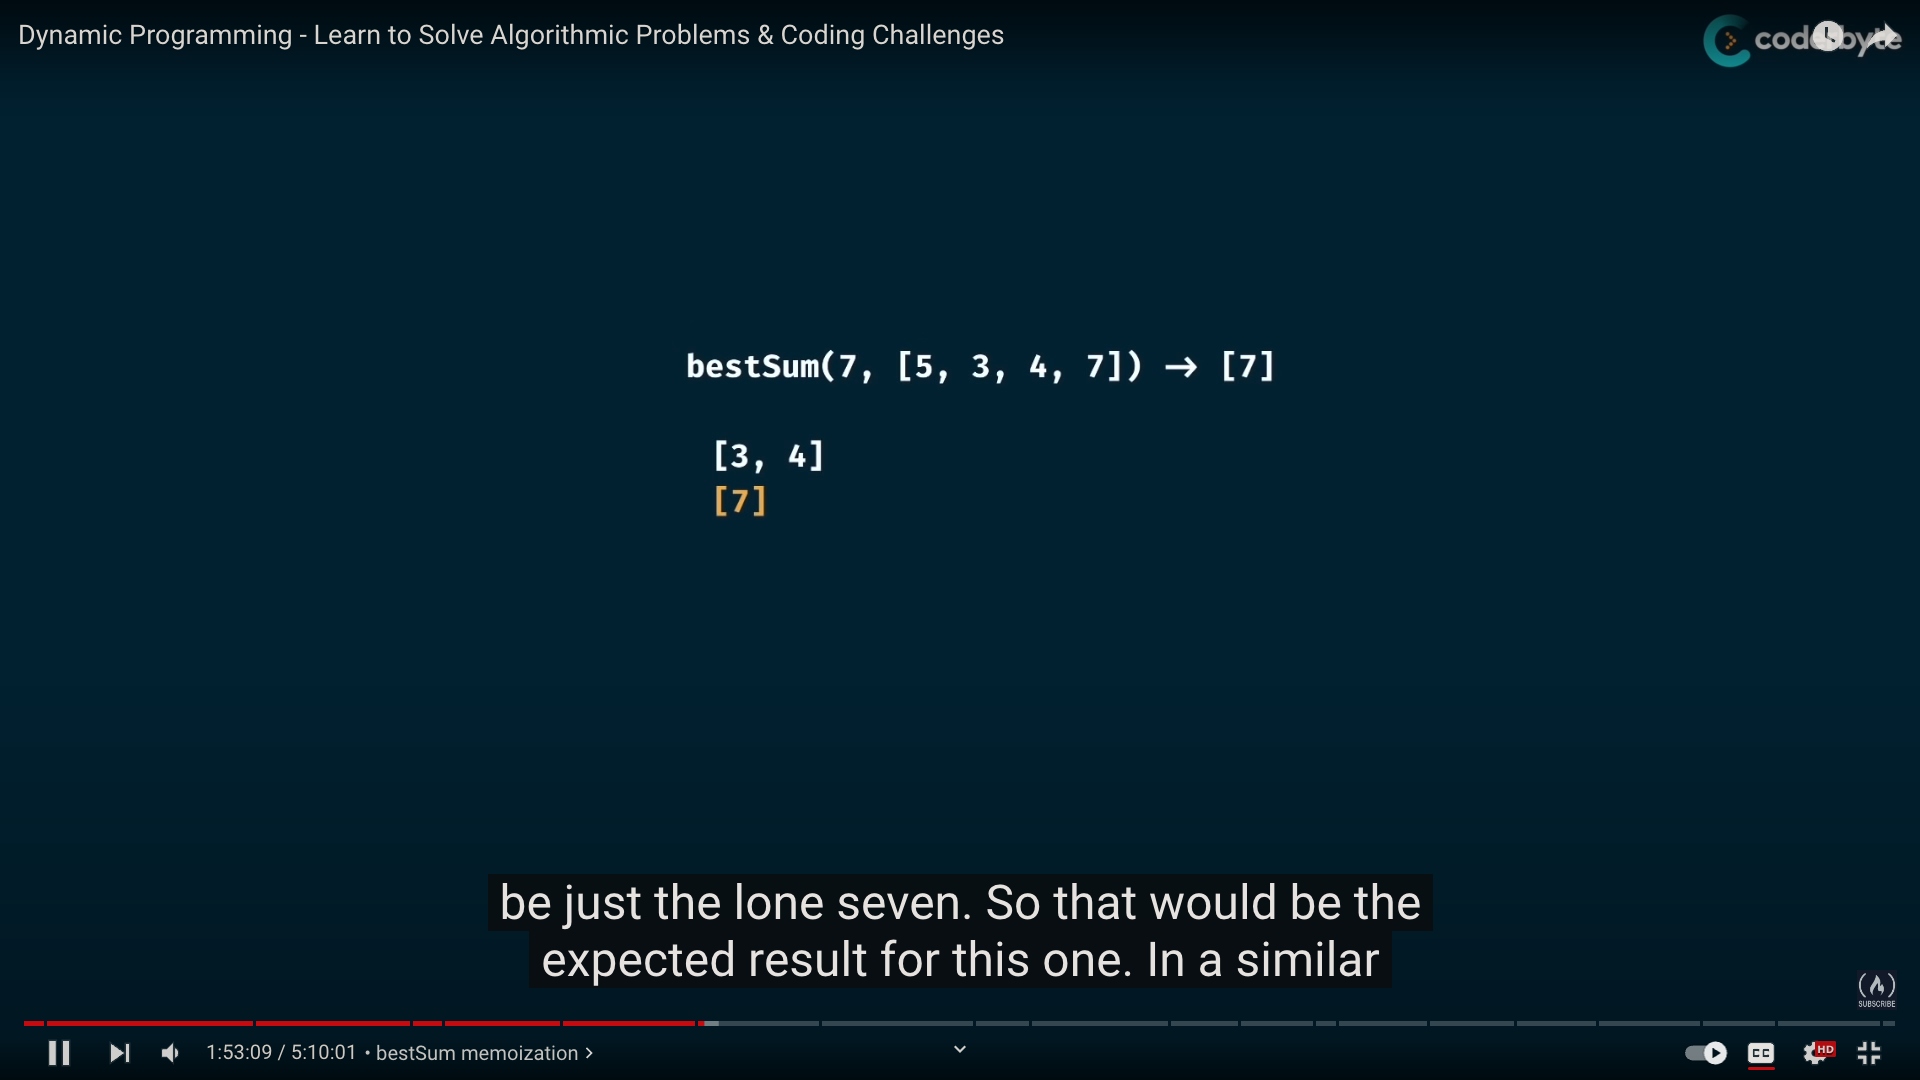 Dynamic Programming - Learn to Solve Algorithmic Problems & Coding Challenges
coderbyte
bestSum(7, [5, 3, 4, 7]) → [7]
[3, 4]
[7]
be just the lone seven. So that would be the
expected result for this one. In a similar
SUBSCRIBE
1:53:09 / 5:10:01 • bestSum memoization >
CC
HD